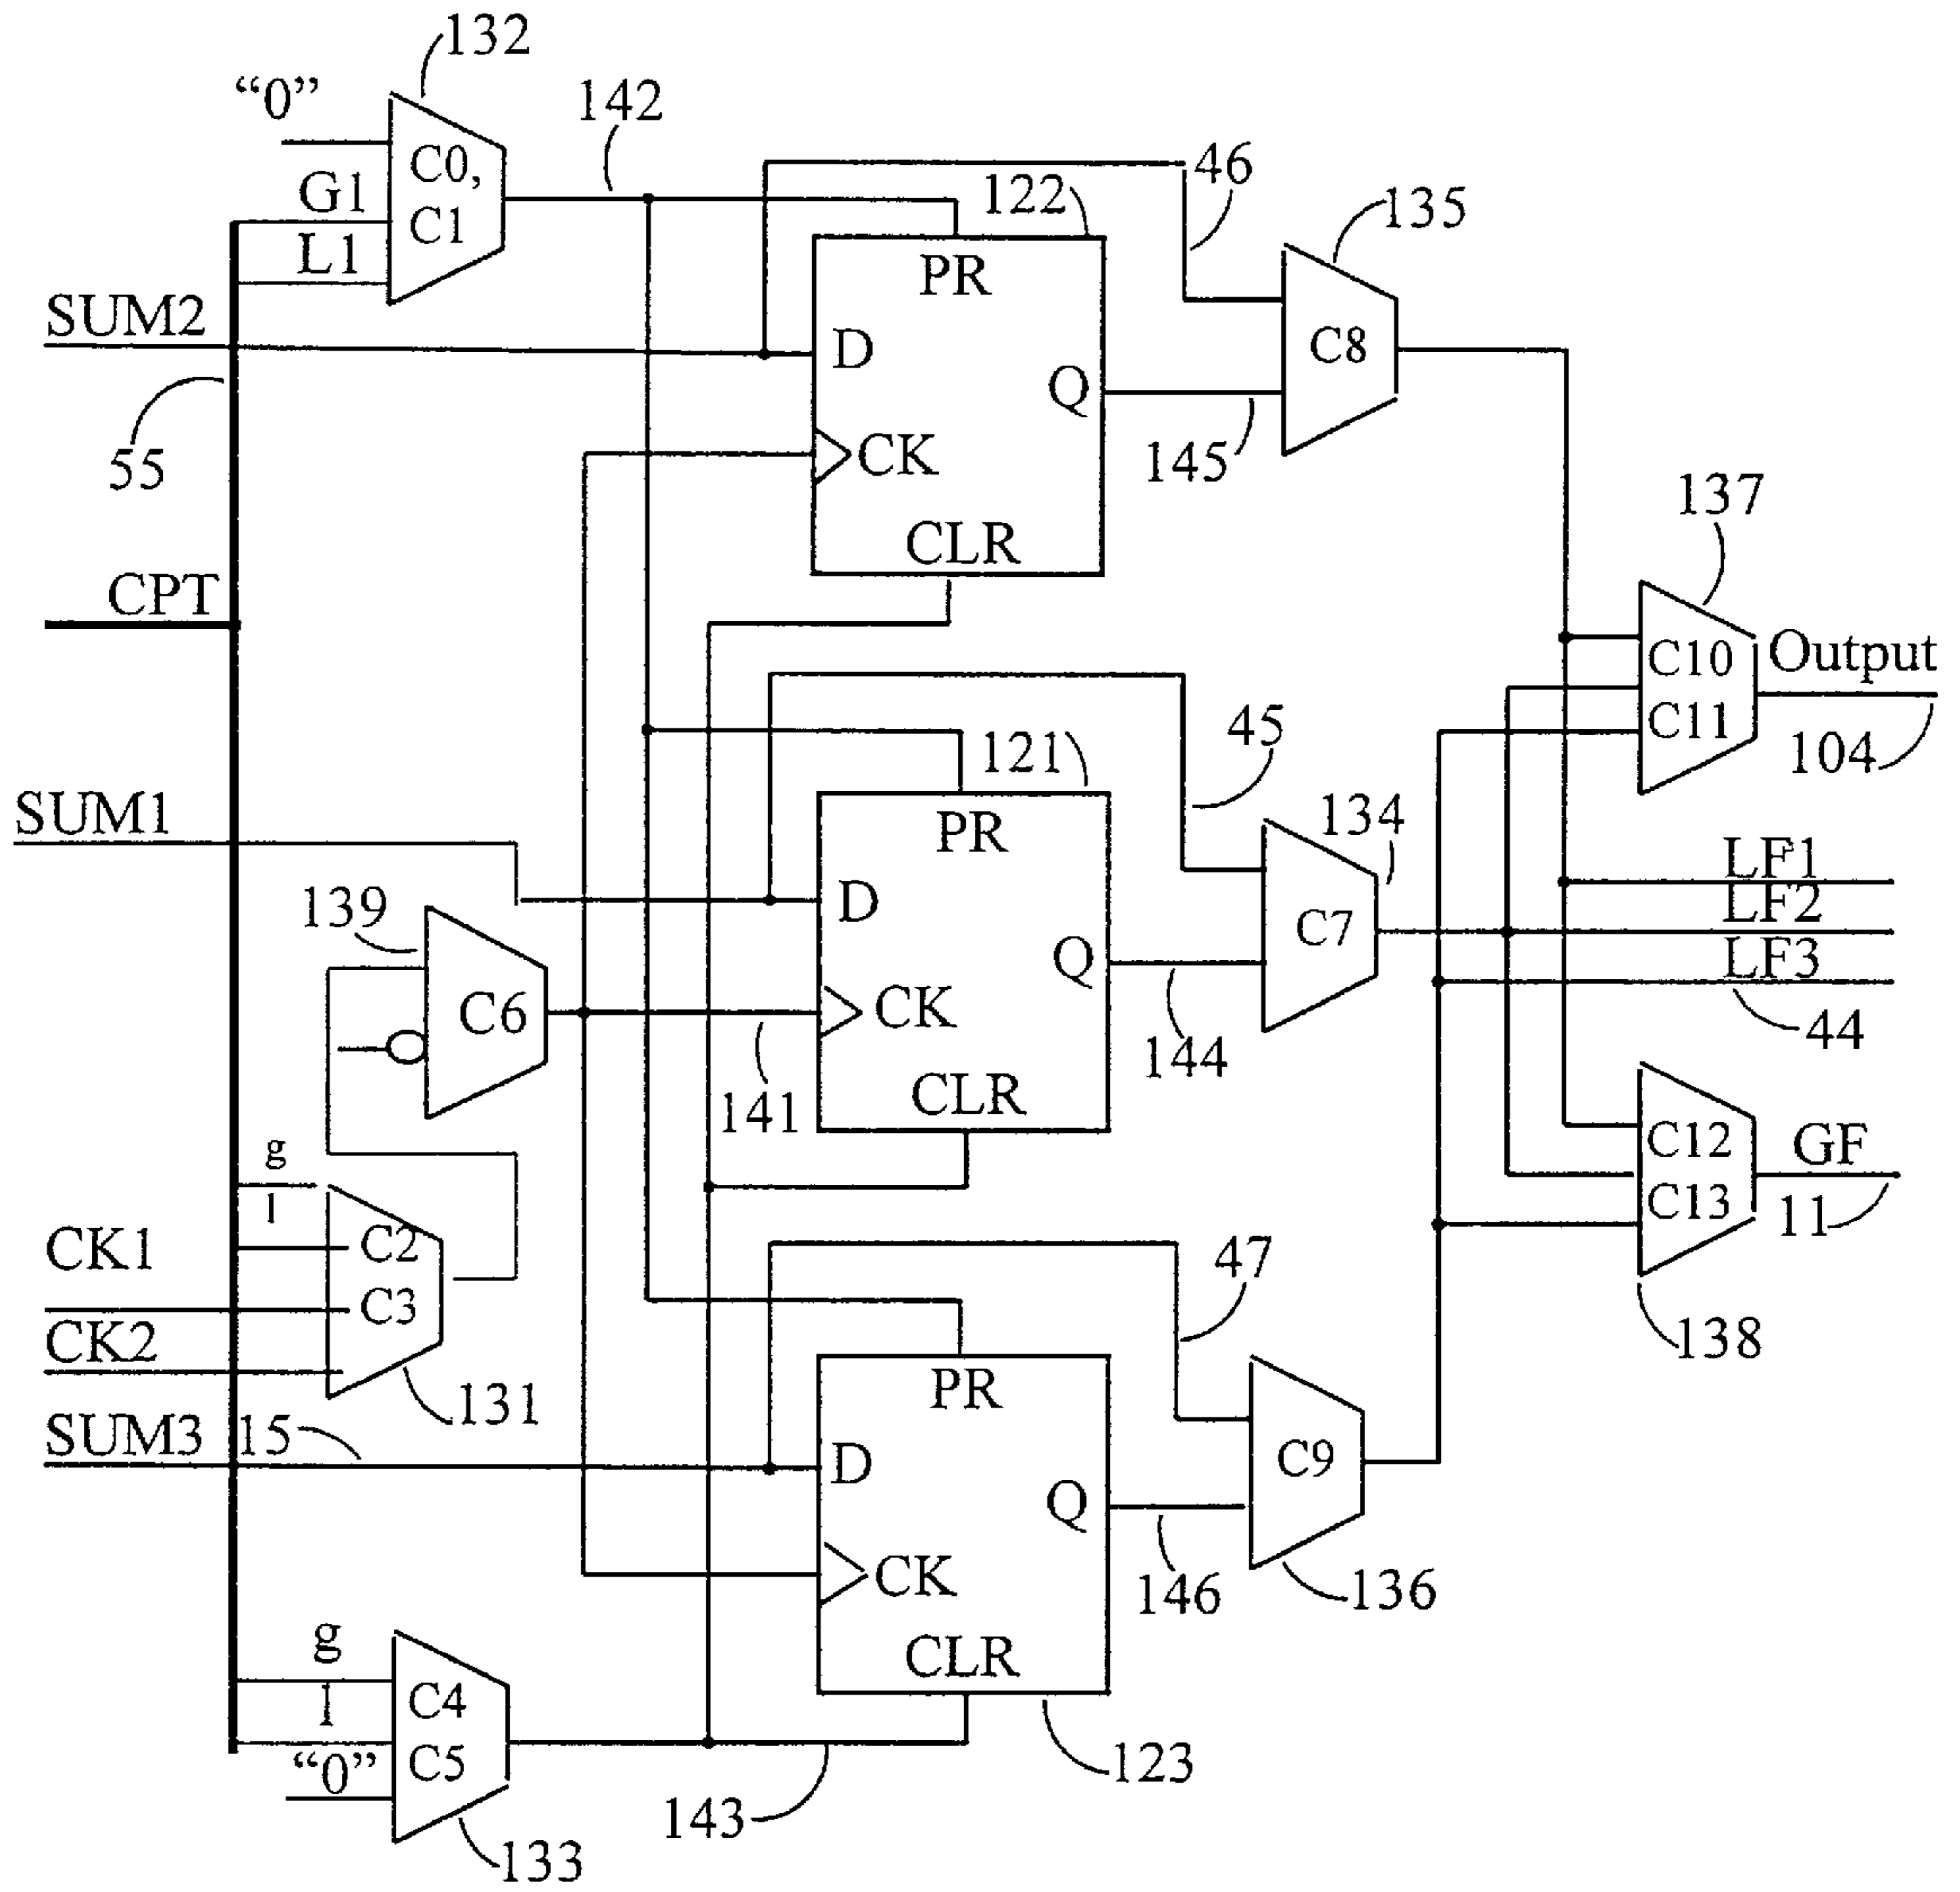 132
“0”
142
C0,
G1
C1
46
122
135
L1
PR
SUM2
D
C8
Q
55
CK
145
137
CLR
CPT
C10
Output
C11
104
45
121
134
SUM1
PR
LF1
139
D
LF2
C7
Q
LF3
C6
CK
144
44
141
CLR
g
C12
GF
l
C13
11
CK1
C2
47
C3
CK2
138
131
PR
SUM3
15
D
C9
Q
CK
146
136
g
CLR
l
C4
C5
“0”
123
143
133